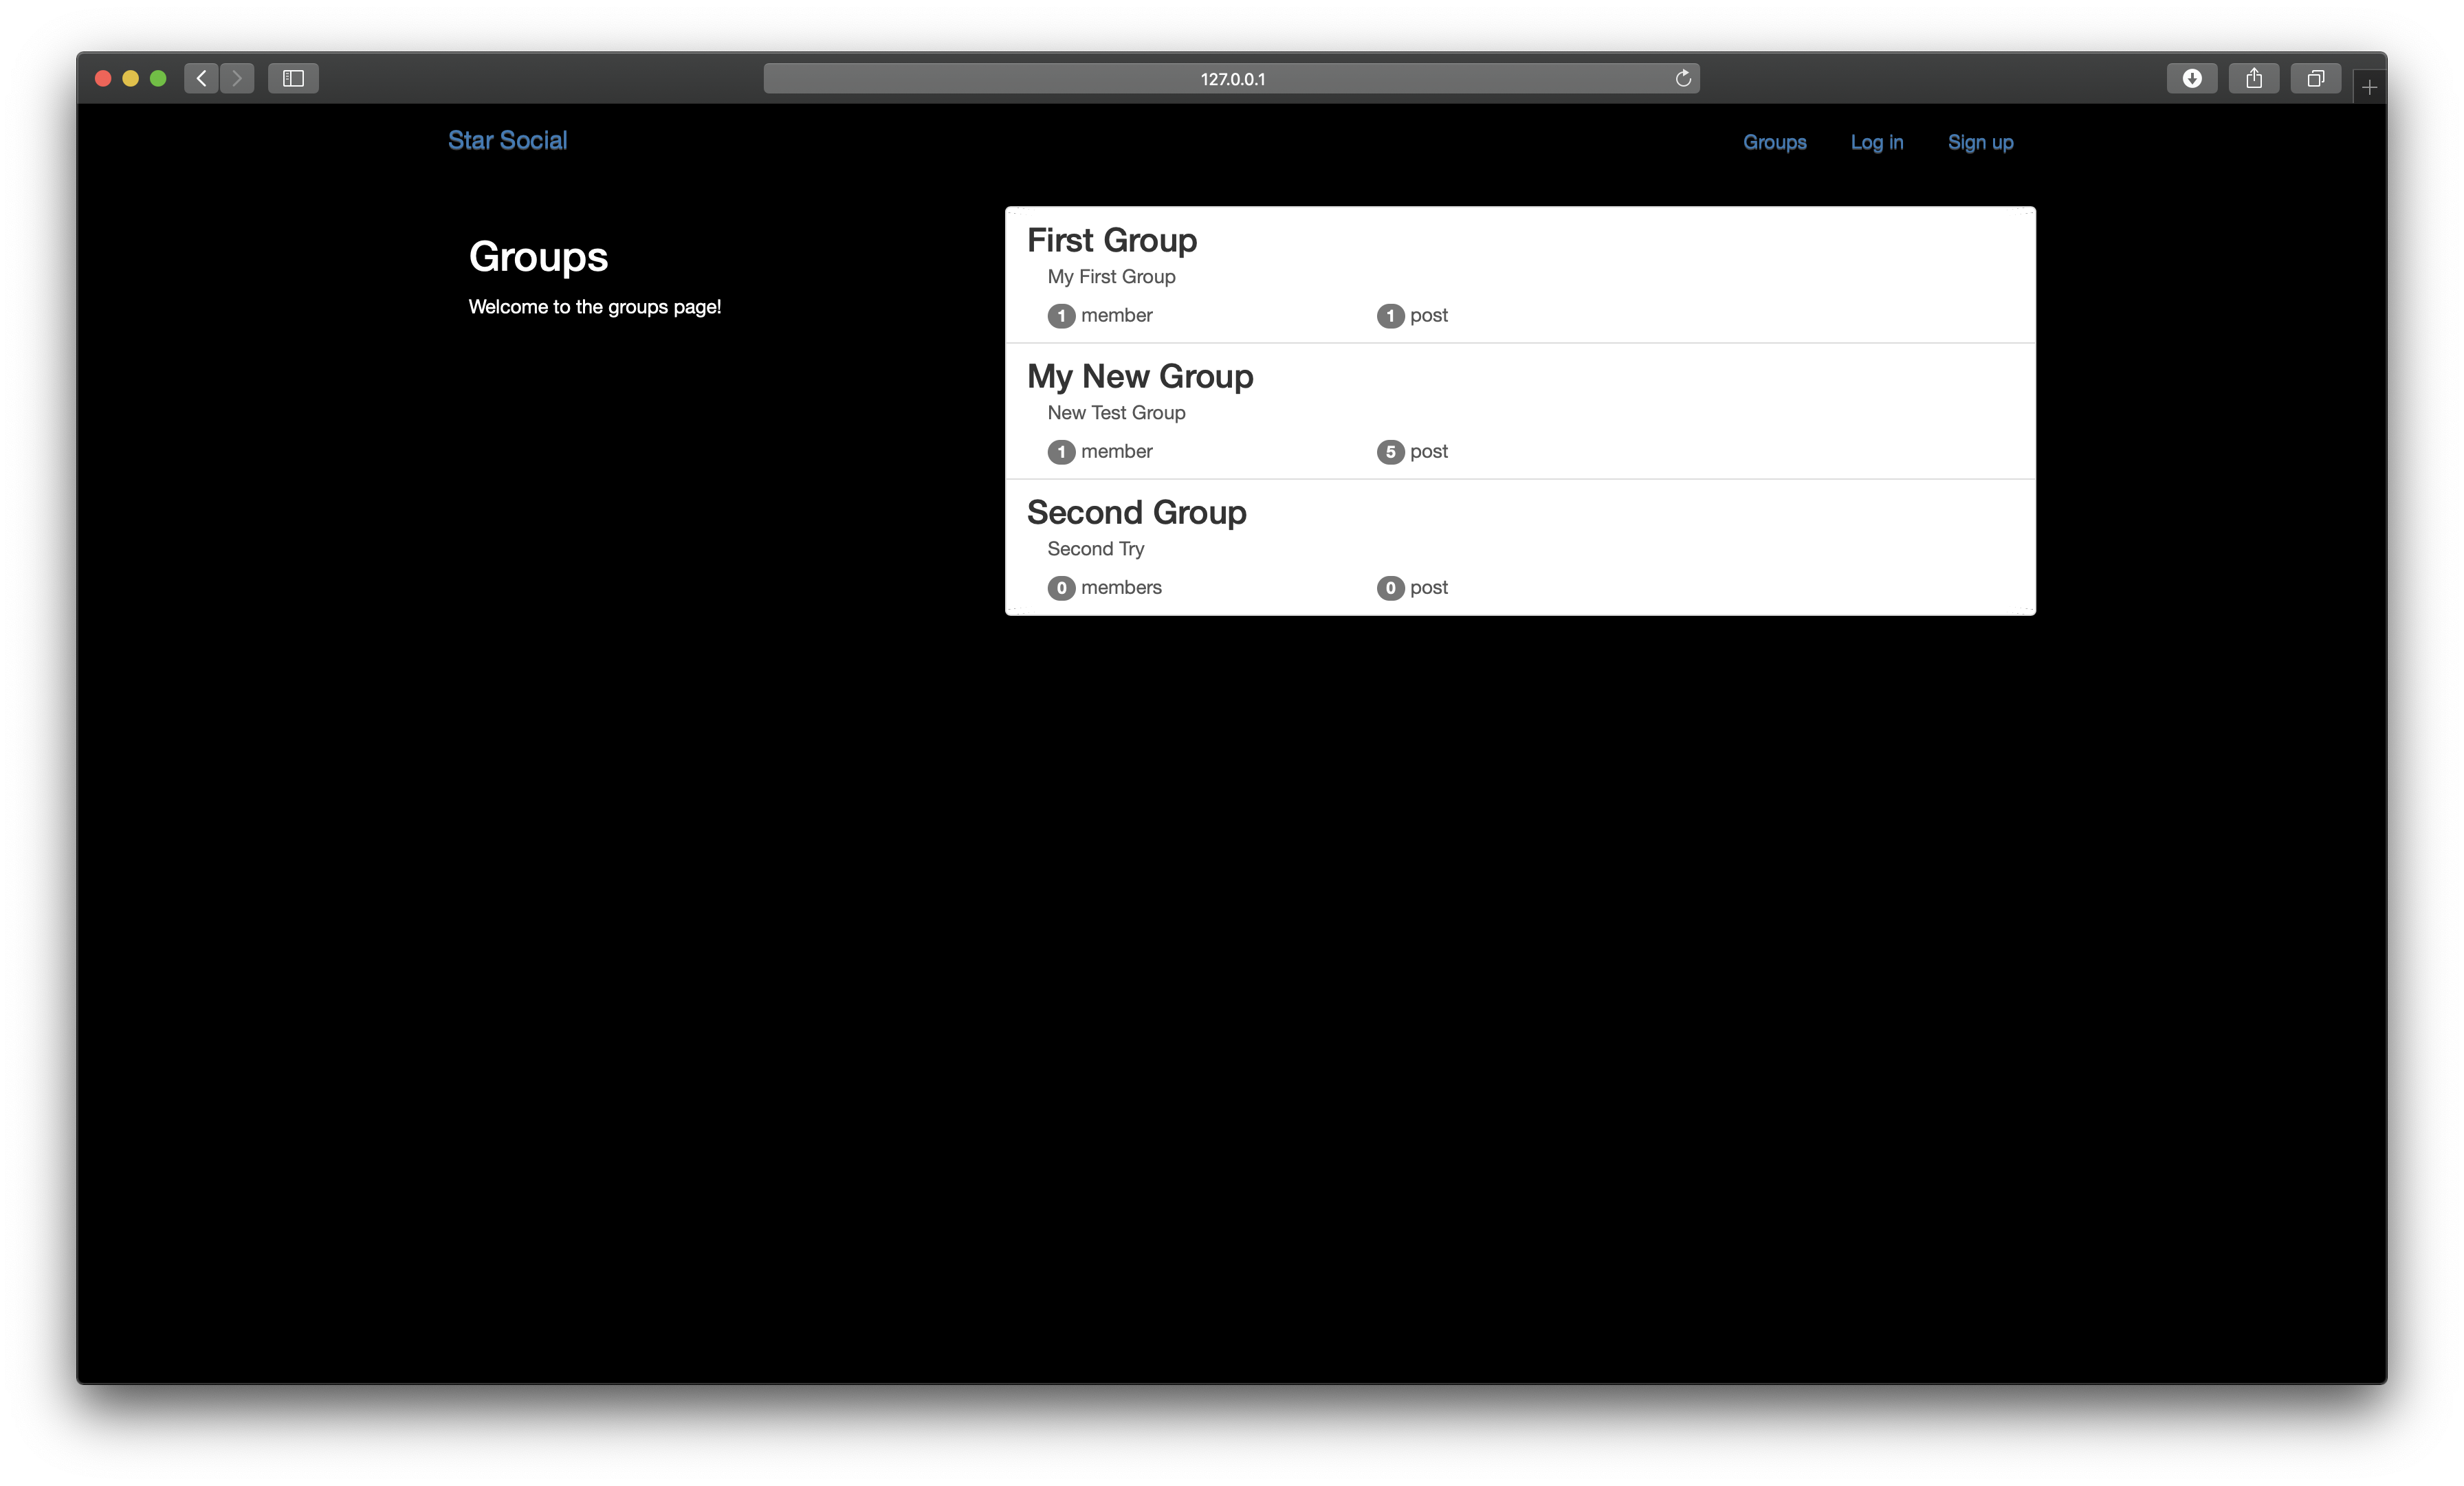 127.0.0.1
Star Social
Groups Log in Sign up
Groups
Welcome to the groups page!
First Group
My First Group
1 member 1 post
My New Group
New Test Group
1 member 5 post
Second Group
Second Try
0 members 0 post